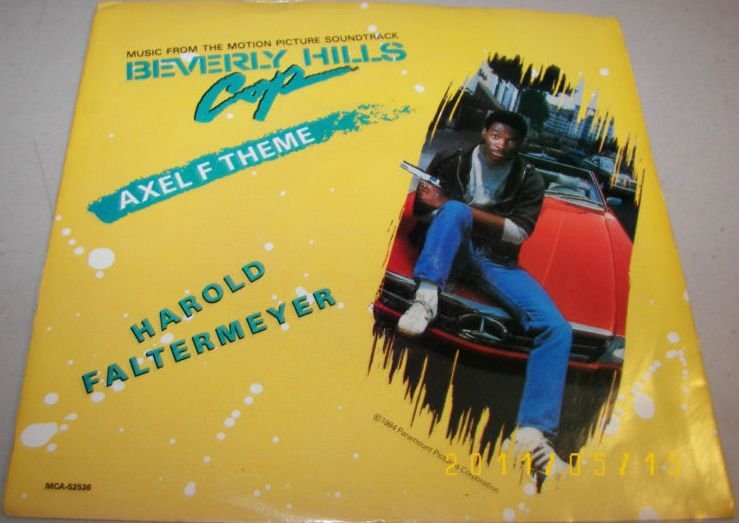 MUSIC FROM THE MOTION PICTURE SOUNDTRACK
BEVERLY HILLS
Cop
AXEL F THEME
HAROLD
FALTERMEYER
©1984 Paramount Pictures Corporation
MCA-52536
2011/05/13